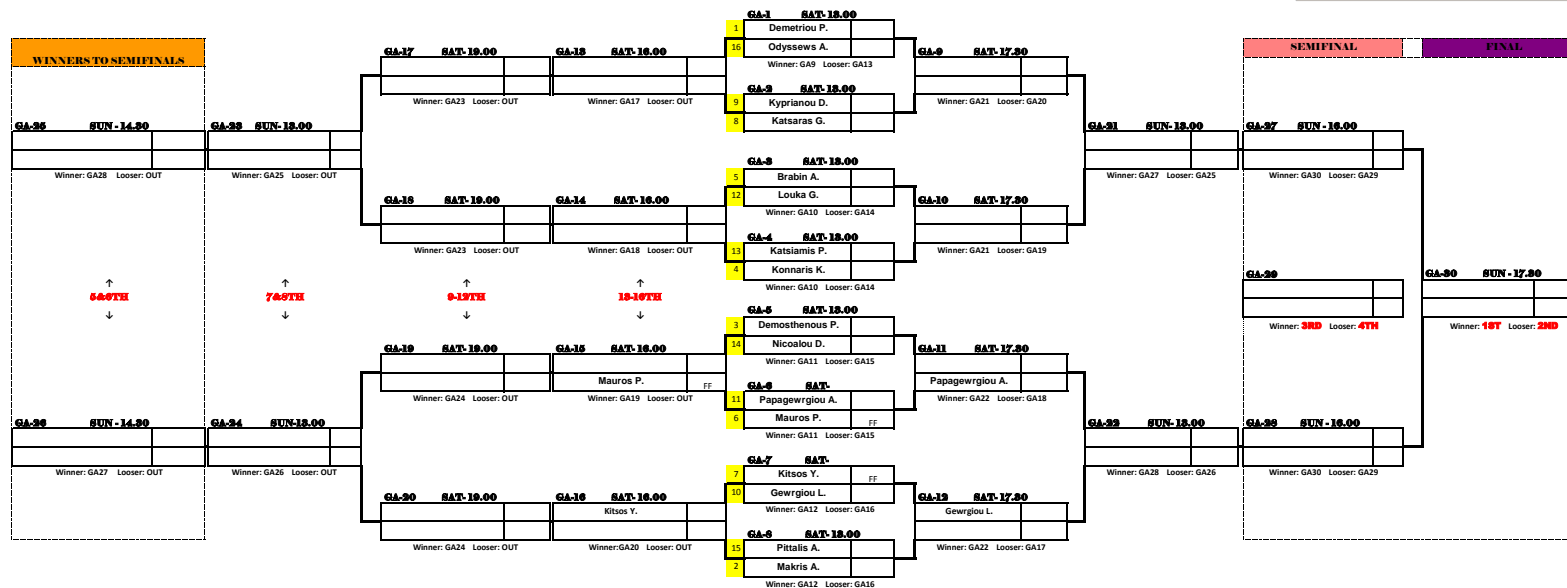 WINNERS TO SEMIFINALS
SEMIFINAL
FINAL
GA-25 SUN - 14.30
Winner: GA28 Looser: OUT
5&6TH
↑
↓
GA-26 SUN - 14.30
Winner: GA27 Looser: OUT
GA-23 SUN- 13.00
Winner: GA25 Looser: OUT
↑
7&8TH
↓
GA-24 SUN-13.00
Winner: GA26 Looser: OUT
GA-17 SAT- 19.00
Winner: GA23 Looser: OUT
GA-18 SAT- 19.00
Winner: GA23 Looser: OUT
↑
9-12TH
↓
GA-19 SAT- 19.00
Winner: GA24 Looser: OUT
GA-20 SAT- 19.00
Winner: GA24 Looser: OUT
GA-13 SAT- 16.00
Winner: GA17 Looser: OUT
GA-14 SAT- 16.00
Winner: GA18 Looser: OUT
↑
13-16TH
↓
GA-15 SAT- 16.00
Mauros P. FF
Winner: GA19 Looser: OUT
GA-16 SAT- 16.00
Kitsos Y.
Winner:GA20 Looser: OUT
GA-1 SAT- 13.00
1 Demetriou P.
16 Odyssews A.
Winner: GA9 Looser: GA13
GA-2 SAT- 13.00
9 Kyprianou D.
8 Katsaras G.
GA-3 SAT- 13.00
5 Brabin A.
12 Louka G.
Winner: GA10 Looser: GA14
GA-4 SAT- 13.00
13 Katsiamis P.
4 Konnaris K.
Winner: GA10 Looser: GA14
GA-5 SAT- 13.00
3 Demosthenous P.
14 Nicoalou D.
Winner: GA11 Looser: GA15
GA-6 SAT-
11 Papagewrgiou A.
6 Mauros P. FF
Winner: GA11 Looser: GA15
GA-7 SAT-
7 Kitsos Y. FF
10 Gewrgiou L.
Winner: GA12 Looser: GA16
GA-8 SAT- 13.00
15 Pittalis A.
2 Makris A.
Winner: GA12 Looser: GA16
GA-9 SAT- 17.30
Winner: GA21 Looser: GA20
GA-10 SAT- 17.30
Winner: GA21 Looser: GA19
GA-11 SAT- 17.30
Papagewrgiou A.
Winner: GA22 Looser: GA18
GA-12 SAT- 17.30
Gewrgiou L.
Winner: GA22 Looser: GA17
GA-21 SUN- 13.00
Winner: GA27 Looser: GA25
GA-22 SUN- 13.00
Winner: GA28 Looser: GA26
GA-27 SUN - 16.00
Winner: GA30 Looser: GA29
GA-29
Winner: 3RD Looser: 4TH
GA-28 SUN - 16.00
Winner: GA30 Looser: GA29
GA-30 SUN - 17.30
Winner: 1ST Looser: 2ND